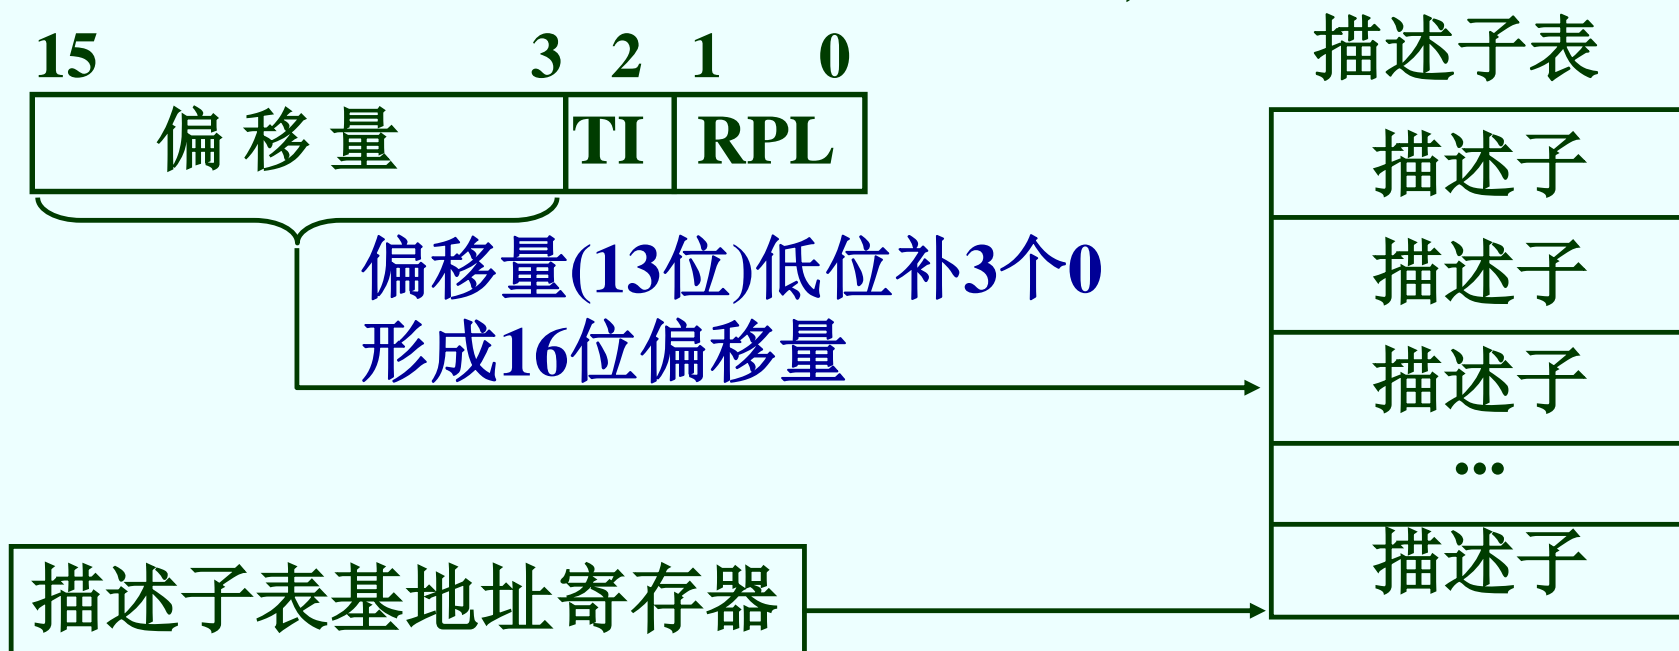 15 3 2 1 0
偏移量 TI RPL
偏移量(13位)低位补3个0
形成16位偏移量
描述子表基地址寄存器
描述子表
描述子
描述子
描述子
...
描述子